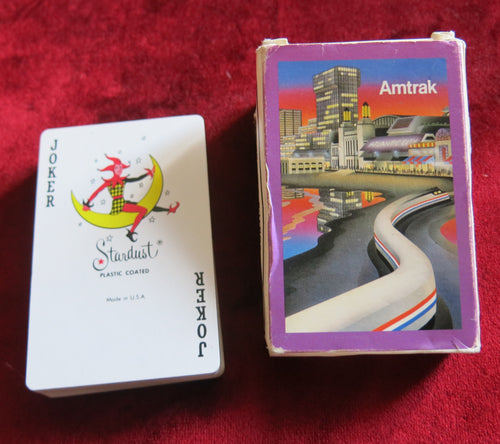 JOKER
Stardust®
PLASTIC COATED
Made in U.S.A.
JOKER
Amtrak